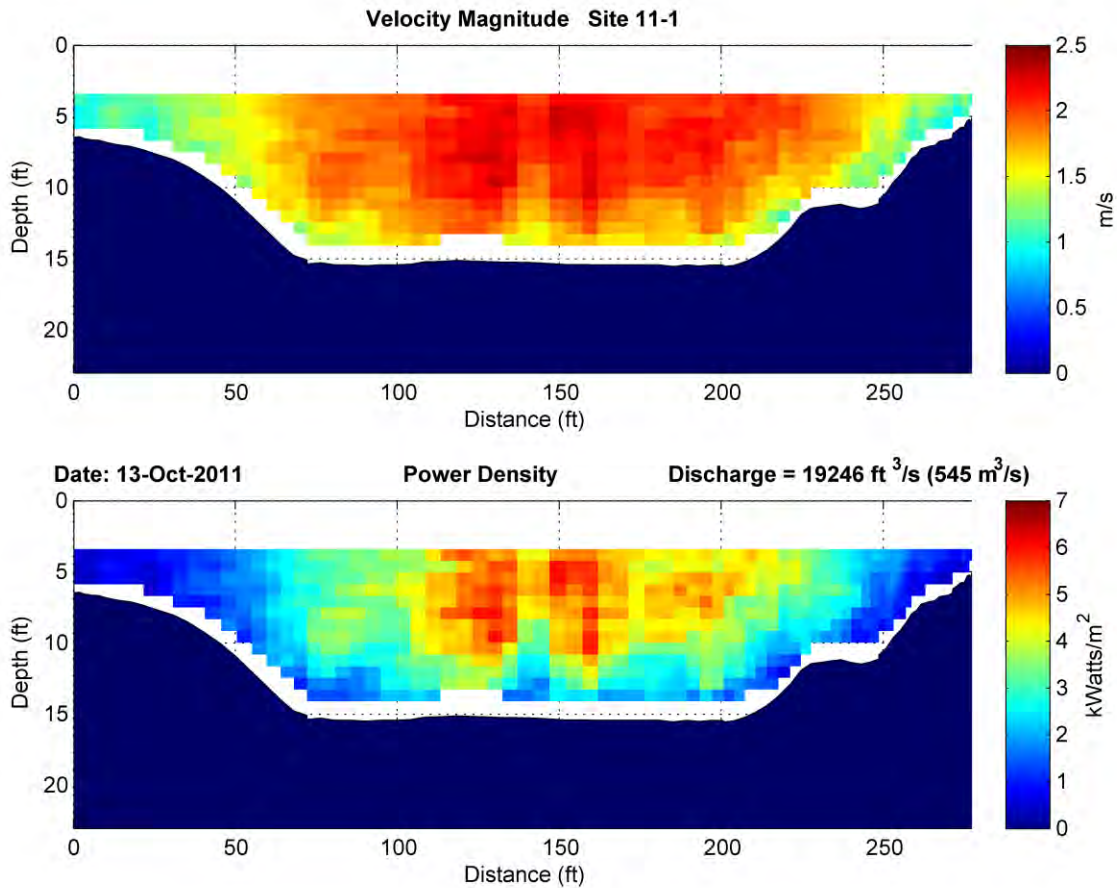 Velocity Magnitude Site 11-1
0
5
10
15
20
Depth (ft)
0 50 100 150 200 250
Distance (ft)
2.5
2
1.5
1
0.5
0
m/s
Date: 13-Oct-2011 Power Density Discharge = 19246 ft ³/s (545 m³/s)
0
5
10
15
20
Depth (ft)
0 50 100 150 200 250
Distance (ft)
7
6
5
4
3
2
1
0
kWatts/m²